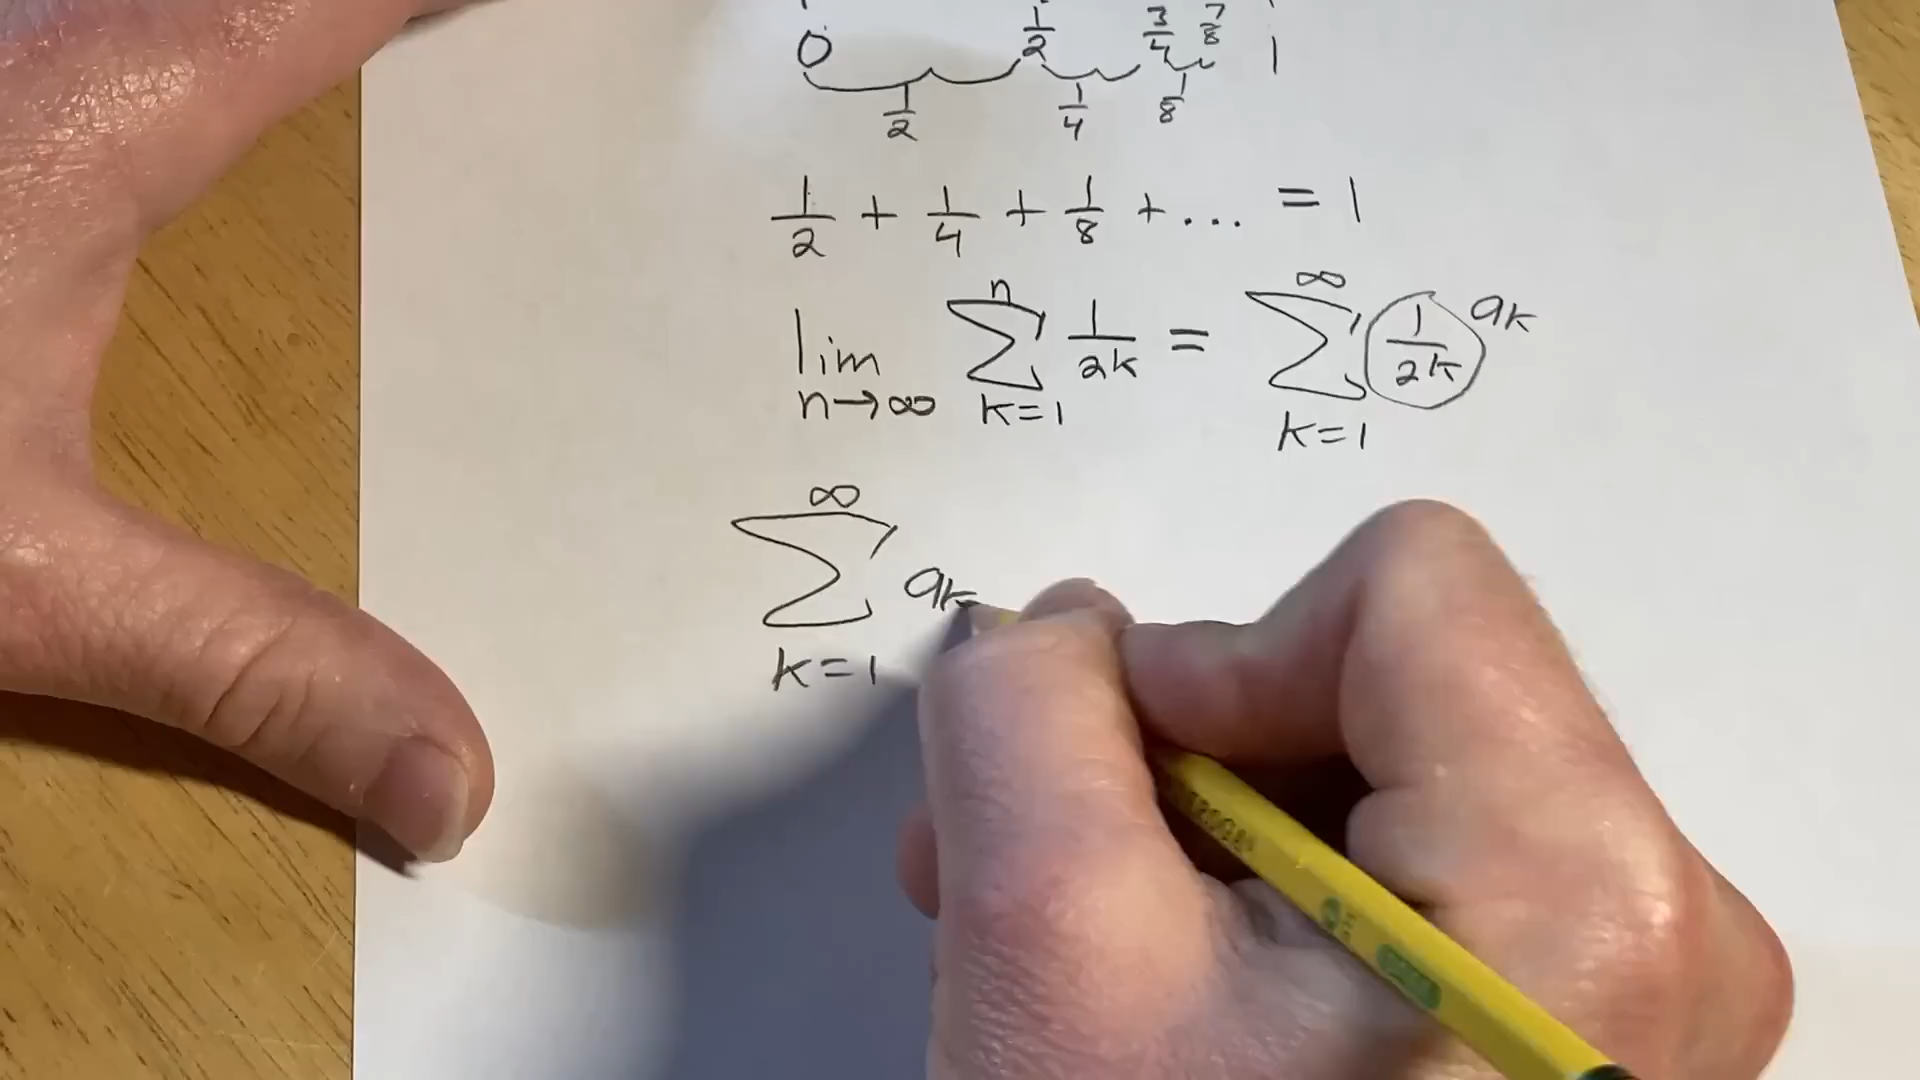 0 1/2 3/4 7/8 1
1/2 1/4 1/8
1/2 + 1/4 + 1/8 + ... = 1
lim n→∞ ∑ n k=1 1/2k = ∑ ∞ k=1 1/2k ak
∑ ∞ k=1 ak